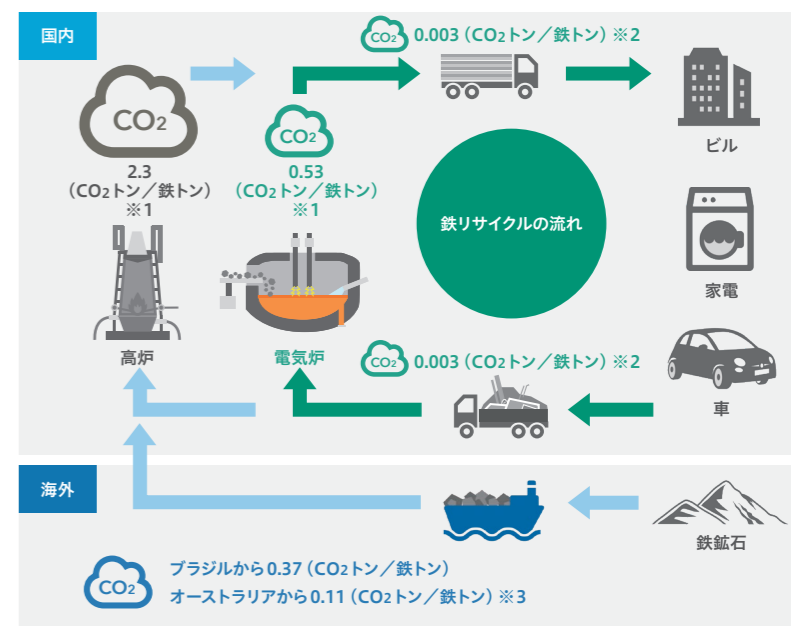 国内
CO2 0.003（CO2トン／鉄トン）※2
CO2
2.3
（CO2トン／鉄トン）
※1
CO2
0.53
（CO2トン／鉄トン）
※1
ビル
鉄リサイクルの流れ
家電
高炉
電気炉
CO2 0.003（CO2トン／鉄トン）※2
車
海外
鉄鉱石
CO2
ブラジルから0.37（CO2トン／鉄トン）
オーストラリアから0.11（CO2トン／鉄トン）※3